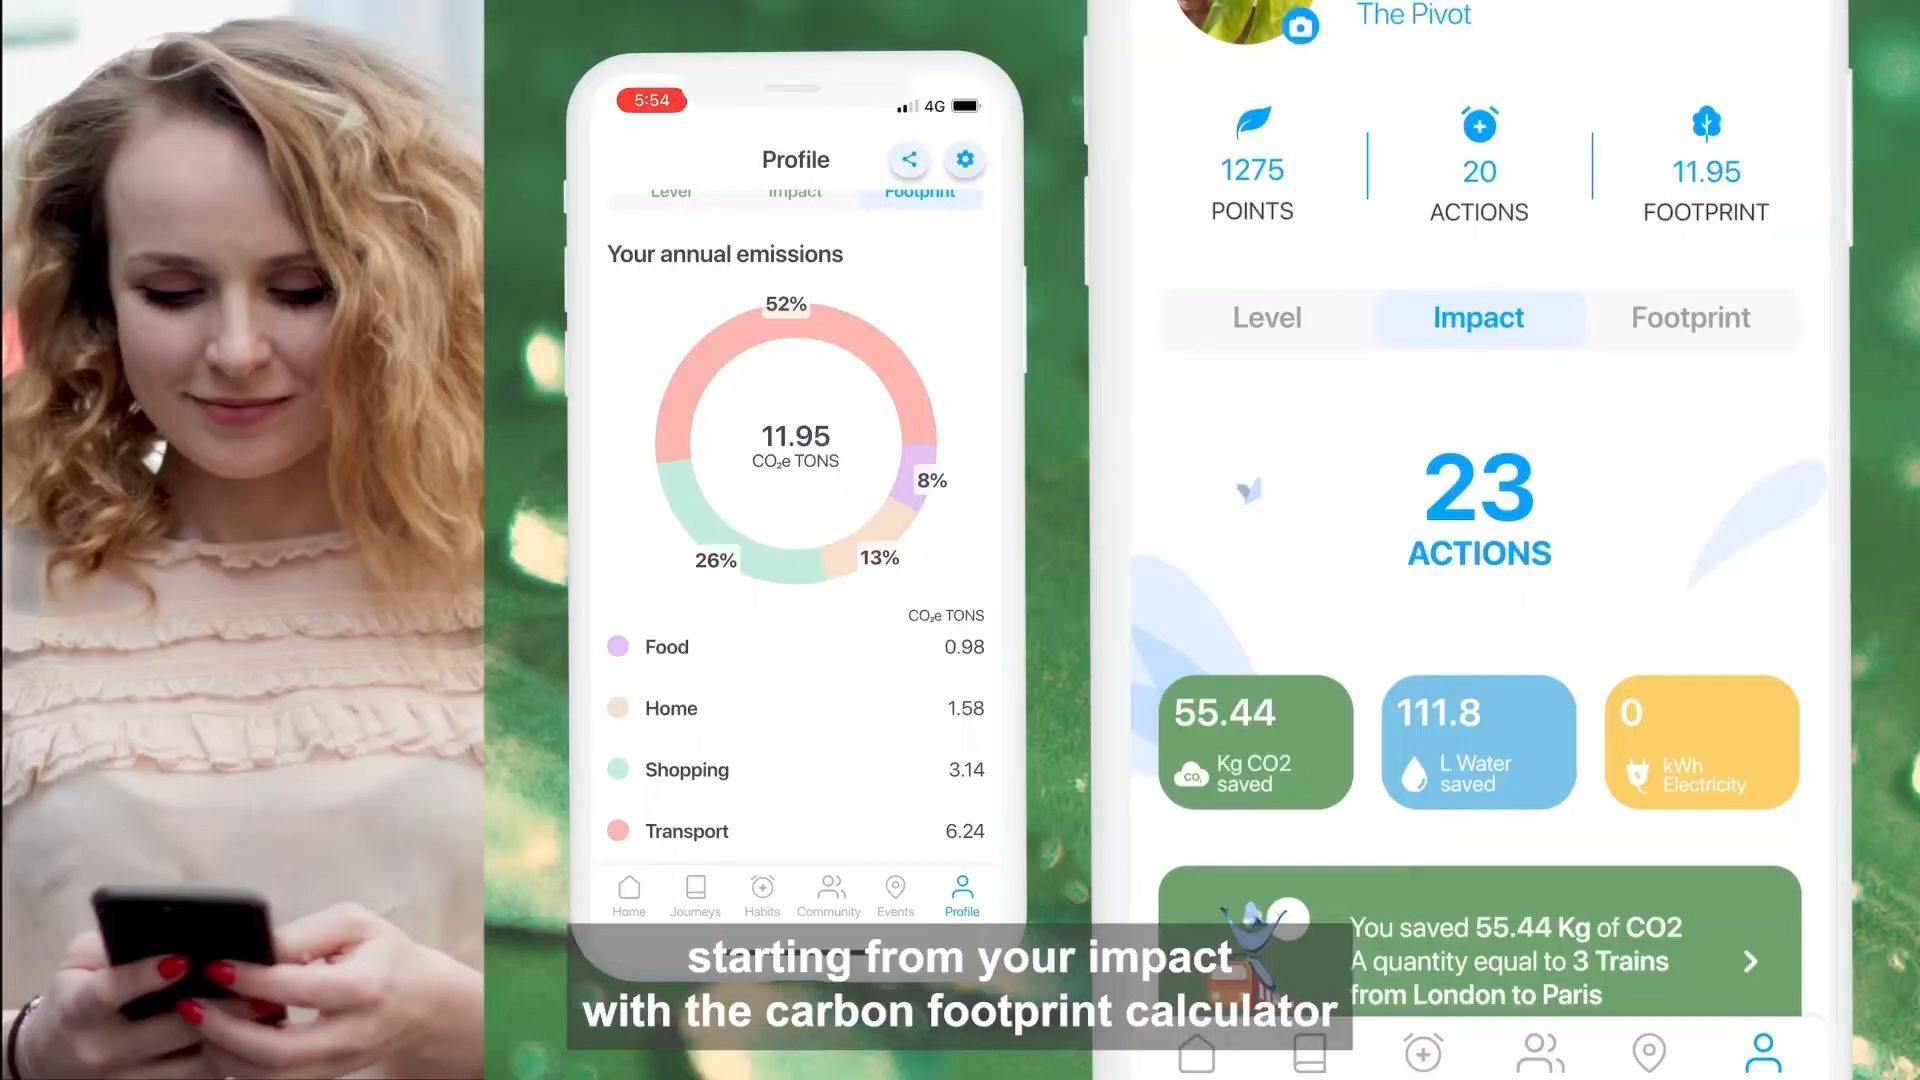 5:54
4G
Profile
Level
Impact
Footprint
Your annual emissions
52%
11.95
CO₂e TONS
8%
26%
13%
CO₂e TONS
Food
0.98
Home
1.58
Shopping
3.14
Transport
6.24
Home
Journeys
Habits
Community
Events
Profile
The Pivot
1275
POINTS
20
ACTIONS
11.95
FOOTPRINT
Level
Impact
Footprint
23
ACTIONS
55.44
CO₂
Kg CO2
saved
111.8
L Water
saved
0
kWh
Electricity
You saved 55.44 Kg of CO2
A quantity equal to 3 Trains
from London to Paris
starting from your impact
with the carbon footprint calculator